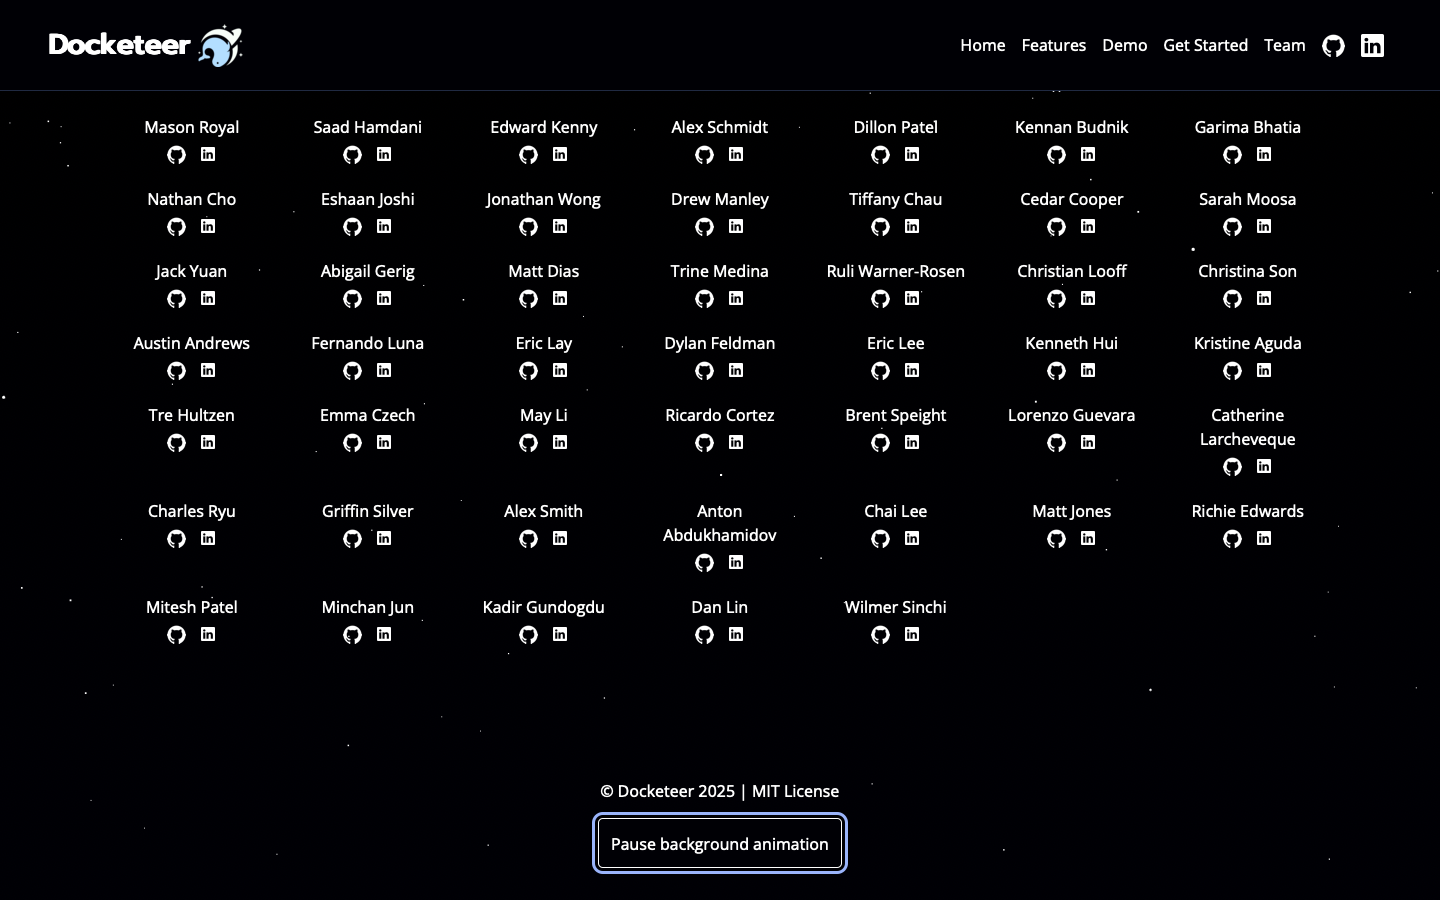 Docketeer
Home Features Demo Get Started Team
Mason Royal Saad Hamdani Edward Kenny Alex Schmidt Dillon Patel Kennan Budnik Garima Bhatia
Nathan Cho Eshaan Joshi Jonathan Wong Drew Manley Tiffany Chau Cedar Cooper Sarah Moosa
Jack Yuan Abigail Gerig Matt Dias Trine Medina Ruli Warner-Rosen Christian Looff Christina Son
Austin Andrews Fernando Luna Eric Lay Dylan Feldman Eric Lee Kenneth Hui Kristine Aguda
Tre Hultzen Emma Czech May Li Ricardo Cortez Brent Speight Lorenzo Guevara Catherine
Larcheveque
Charles Ryu Griffin Silver Alex Smith Anton Chai Lee Matt Jones Richie Edwards
Abdukhamidov
Mitesh Patel Minchan Jun Kadir Gundogdu Dan Lin Wilmer Sinchi
© Docketeer 2025 | MIT License
Pause background animation